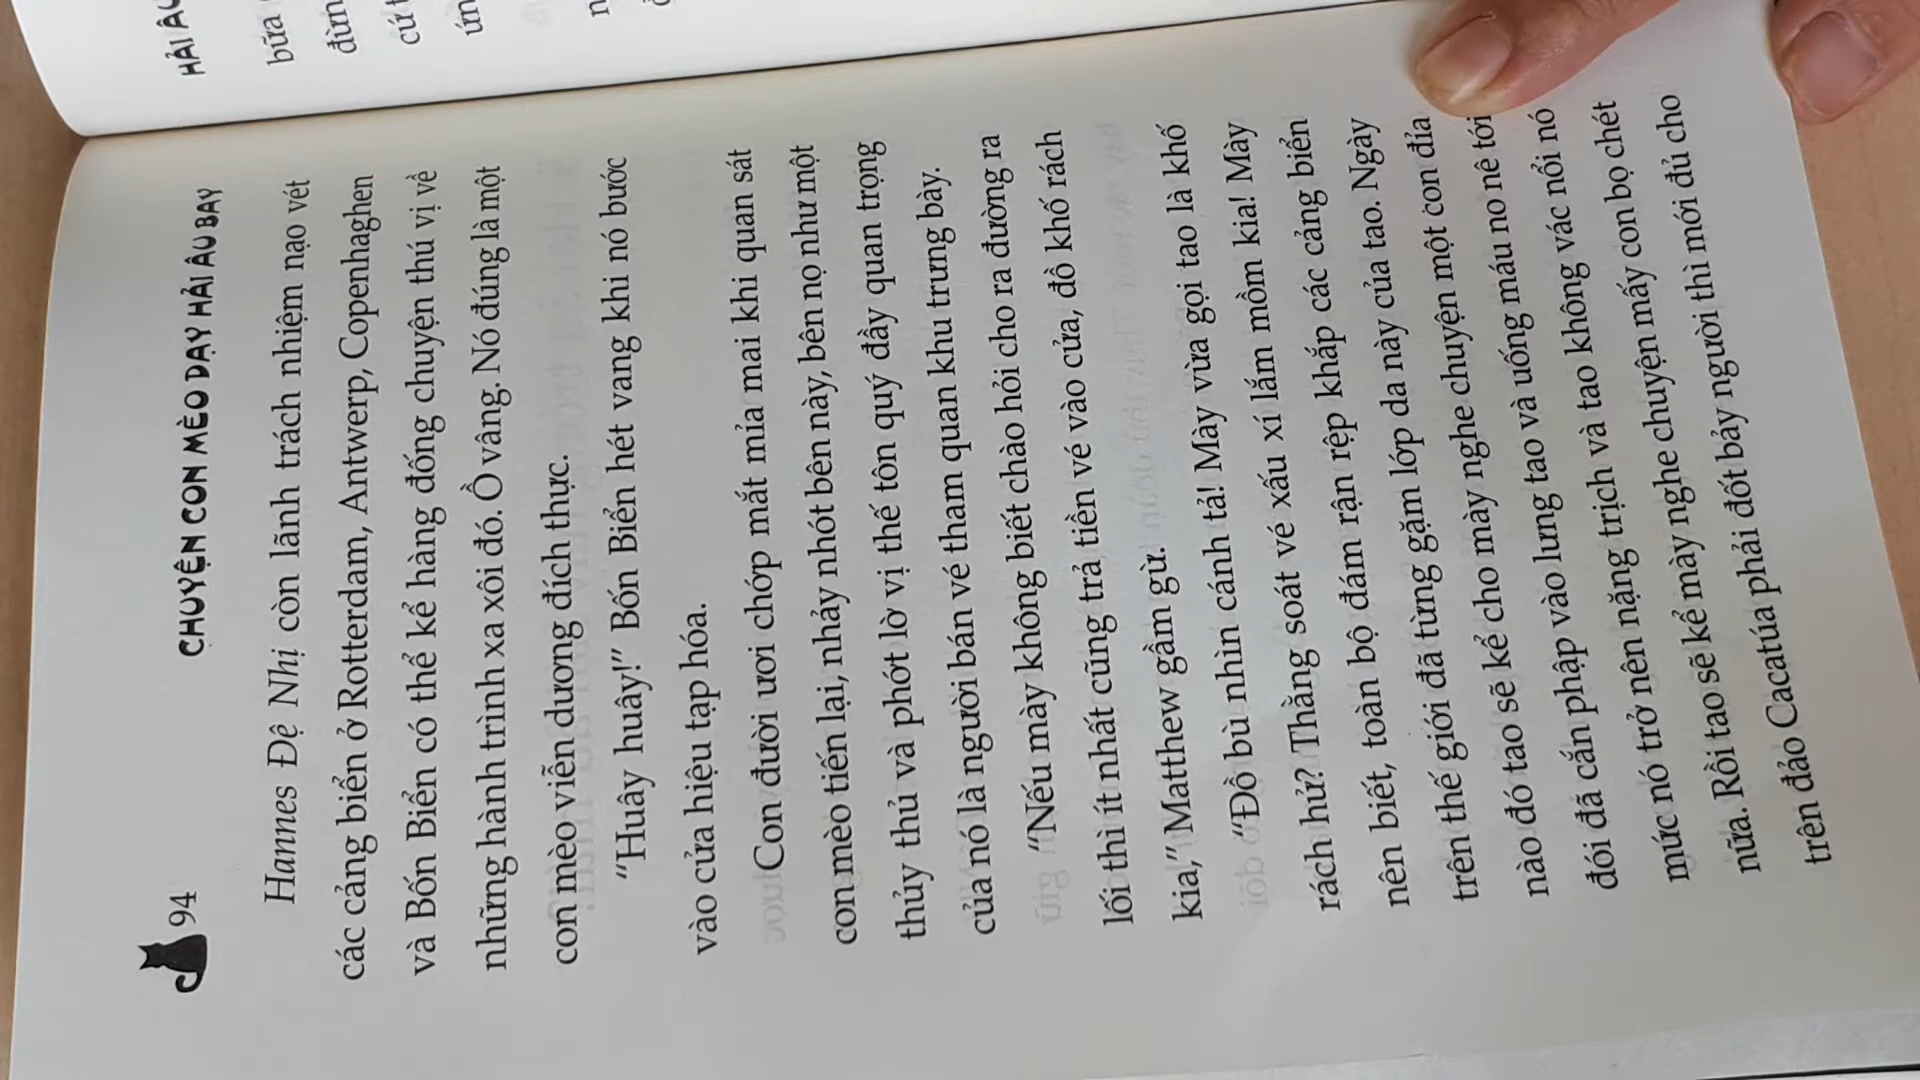 94 CHUYỆN CON MÈO DẠY HẢI ÂU BAY
Hannes Đệ Nhị còn lãnh trách nhiệm nạo vét
các cảng biển ở Rotterdam, Antwerp, Copenhaghen
và Bốn Biển có thể kể hàng đống chuyện thú vị về
những hành trình xa xôi đó. Ồ vâng. Nó đúng là một
con mèo viễn dương đích thực.
“Huây huây!” Bốn Biển hét vang khi nó bước
vào cửa hiệu tạp hóa.
Con đười ươi chớp mắt mỉa mai khi quan sát
con mèo tiến lại, nhảy nhót bên này, bên nọ như một
thủy thủ và phớt lờ vị thế tôn quý đầy quan trọng
của nó là người bán vé tham quan khu trưng bày.
“Nếu mày không biết chào hỏi cho ra đường ra
lối thì ít nhất cũng trả tiền vé vào cửa, đồ khố rách
kia,” Matthew gầm gừ.
“Đồ bù nhìn cánh tả! Mày vừa gọi tao là khố
rách hử? Thằng soát vé xấu xí lắm mồm kia! Mày
nên biết, toàn bộ đám rận rệp khắp các cảng biển
trên thế giới đã từng gặm lớp da này của tao. Ngày
nào đó tao sẽ kể cho mày nghe chuyện một con đỉa
đói đã cắn phập vào lưng tao và uống máu no nê tới
mức nó trở nên nặng trịch và tao không vác nổi nó
nữa. Rồi tao sẽ kể mày nghe chuyện mấy con bọ chét
trên đảo Cacatúa phải đốt bảy người thì mới đủ cho
HẢI ÂU
bữa
đừn
cứ t
ún